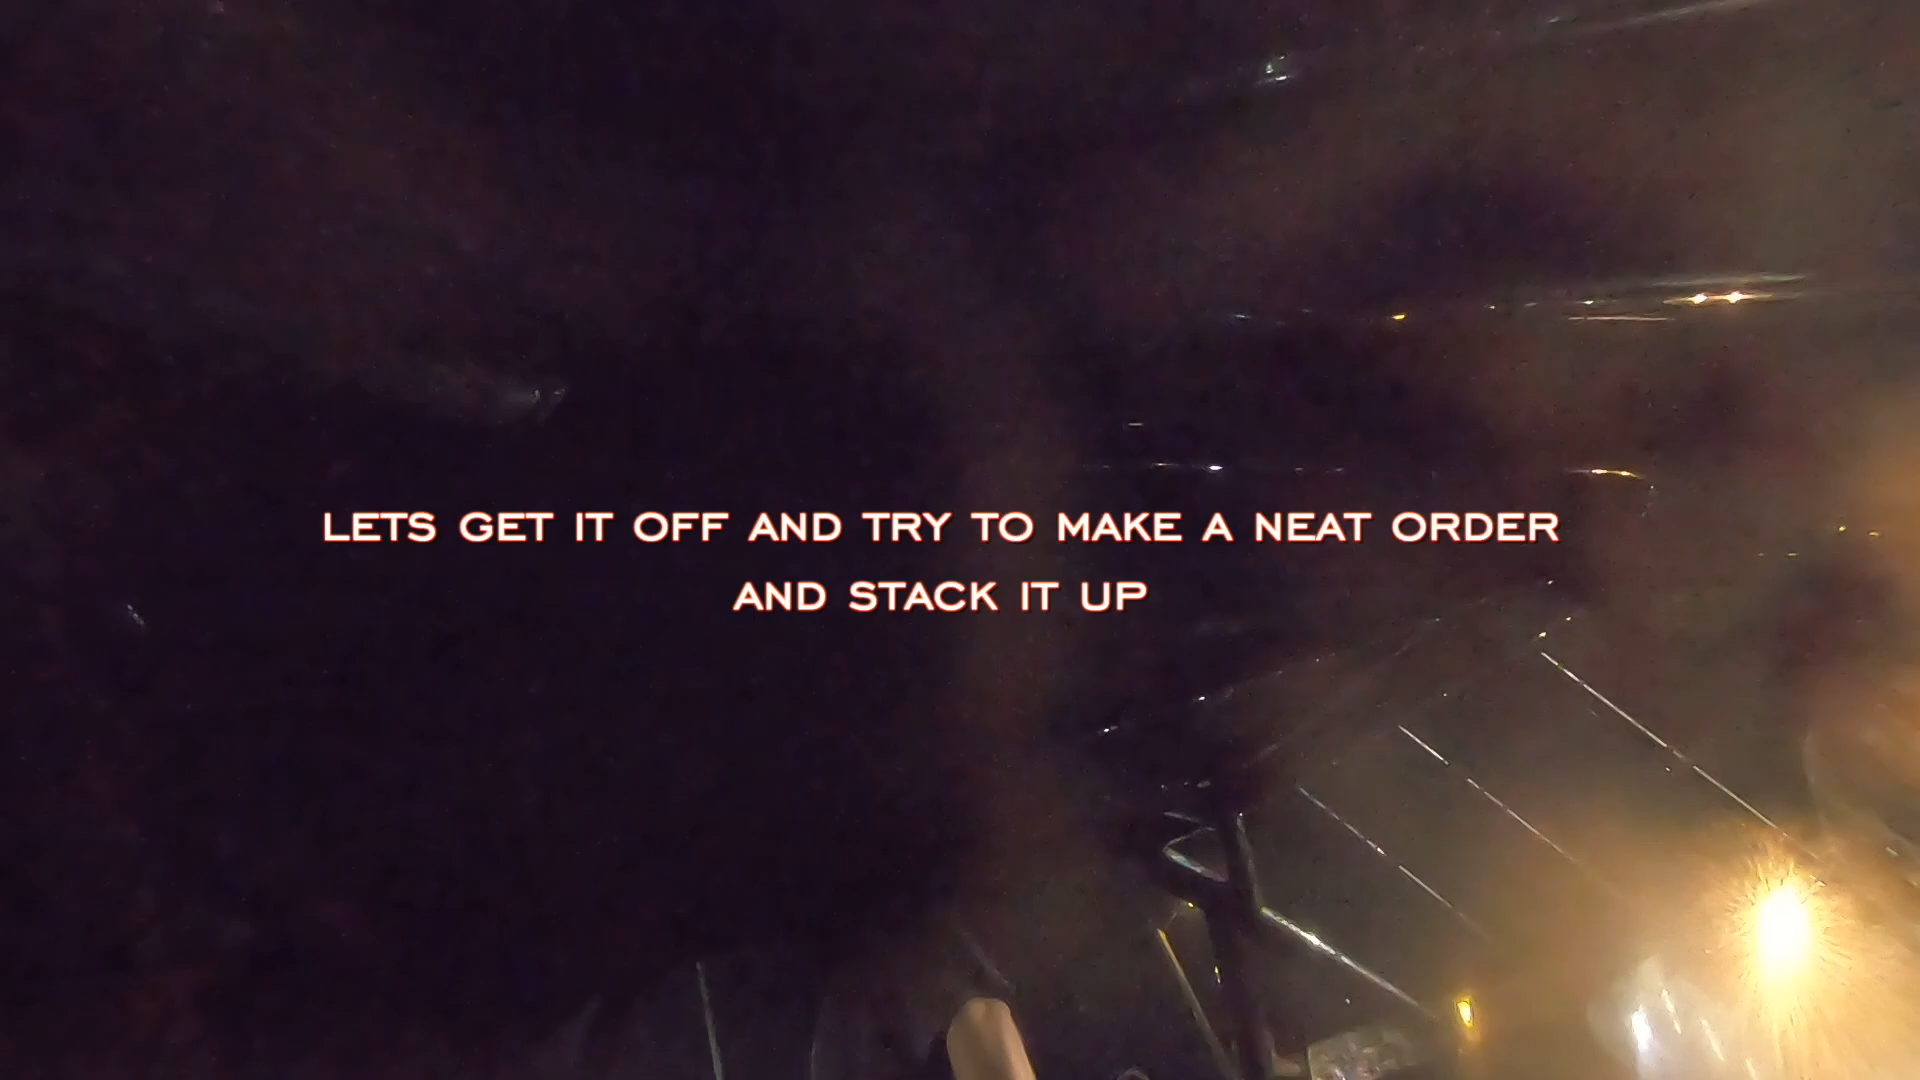 LETS GET IT OFF AND TRY TO MAKE A NEAT ORDER
AND STACK IT UP